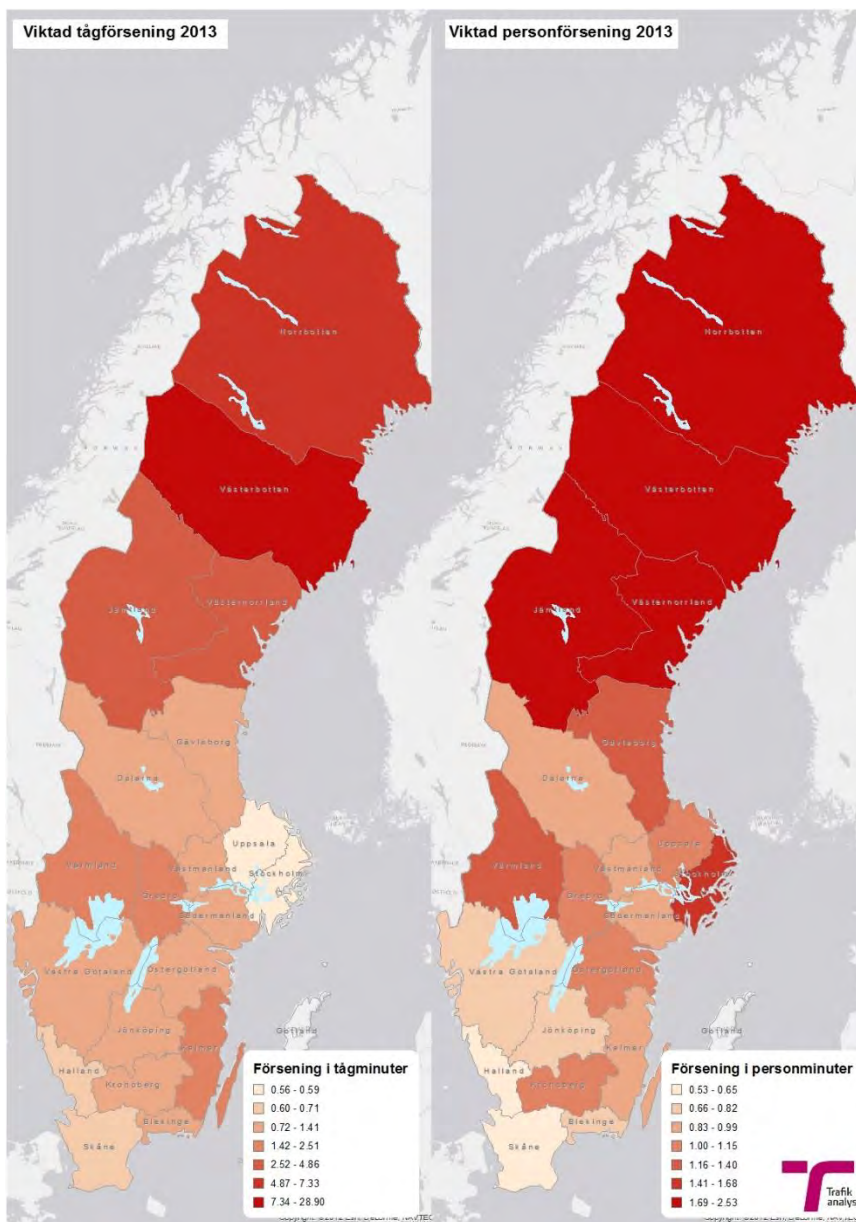 Viktad tågförsening 2013
Norrbotten
Västerbotten
Jämtland
Västernorrland
Gävleborg
Dalarna
Uppsala
Värmland
Västmanland
Stockholm
Örebro
Södermanland
Östergötland
Västra Götaland
Gotland
Jönköping
Kalmar
Halland
Kronoberg
Blekinge
Skåne
Försening i tågminuter
0.56 - 0.59
0.60 - 0.71
0.72 - 1.41
1.42 - 2.51
2.52 - 4.86
4.87 - 7.33
7.34 - 28.90
Viktad personförsening 2013
Norrbotten
Västerbotten
Jämtland
Västernorrland
Gävleborg
Dalarna
Uppsala
Värmland
Västmanland
Stockholm
Örebro
Södermanland
Östergötland
Västra Götaland
Gotland
Jönköping
Kalmar
Halland
Kronoberg
Blekinge
Skåne
Försening i personminuter
0.53 - 0.65
0.66 - 0.82
0.83 - 0.99
1.00 - 1.15
1.16 - 1.40
1.41 - 1.68
1.69 - 2.53
Trafik
analys